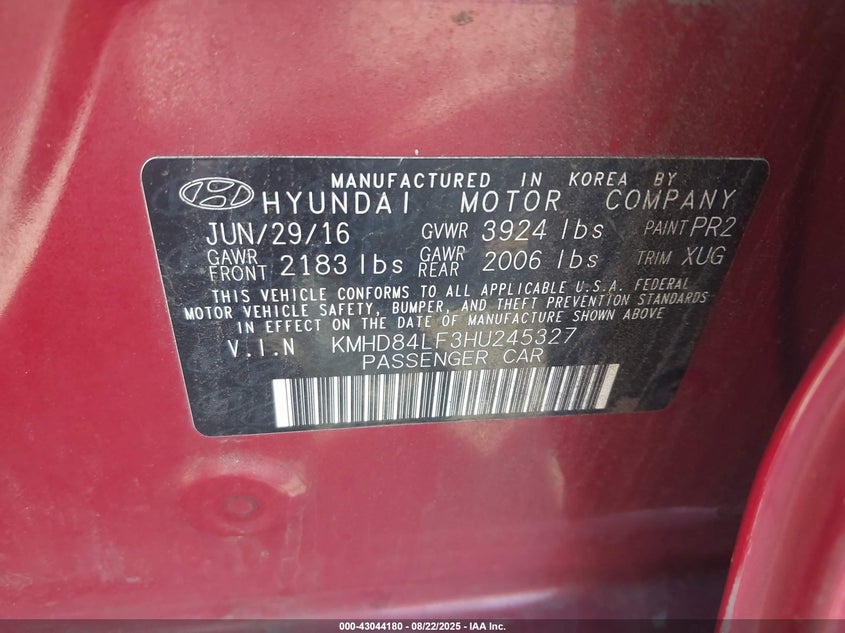 MANUFACTURED IN KOREA BY
HYUNDAI MOTOR COMPANY
JUN/29/16 GVWR 3924 lbs PAINT PR2
GAWR FRONT 2183 lbs GAWR REAR 2006 lbs TRIM XUG
THIS VEHICLE CONFORMS TO ALL APPLICABLE U.S.A. FEDERAL
MOTOR VEHICLE SAFETY, BUMPER, AND THEFT PREVENTION STANDARDS
IN EFFECT ON THE DATE OF MANUFACTURE SHOWN ABOVE
V.I.N KMHD84LF3HU245327
PASSENGER CAR
000-43044180 - 08/22/2025 - IAA Inc.